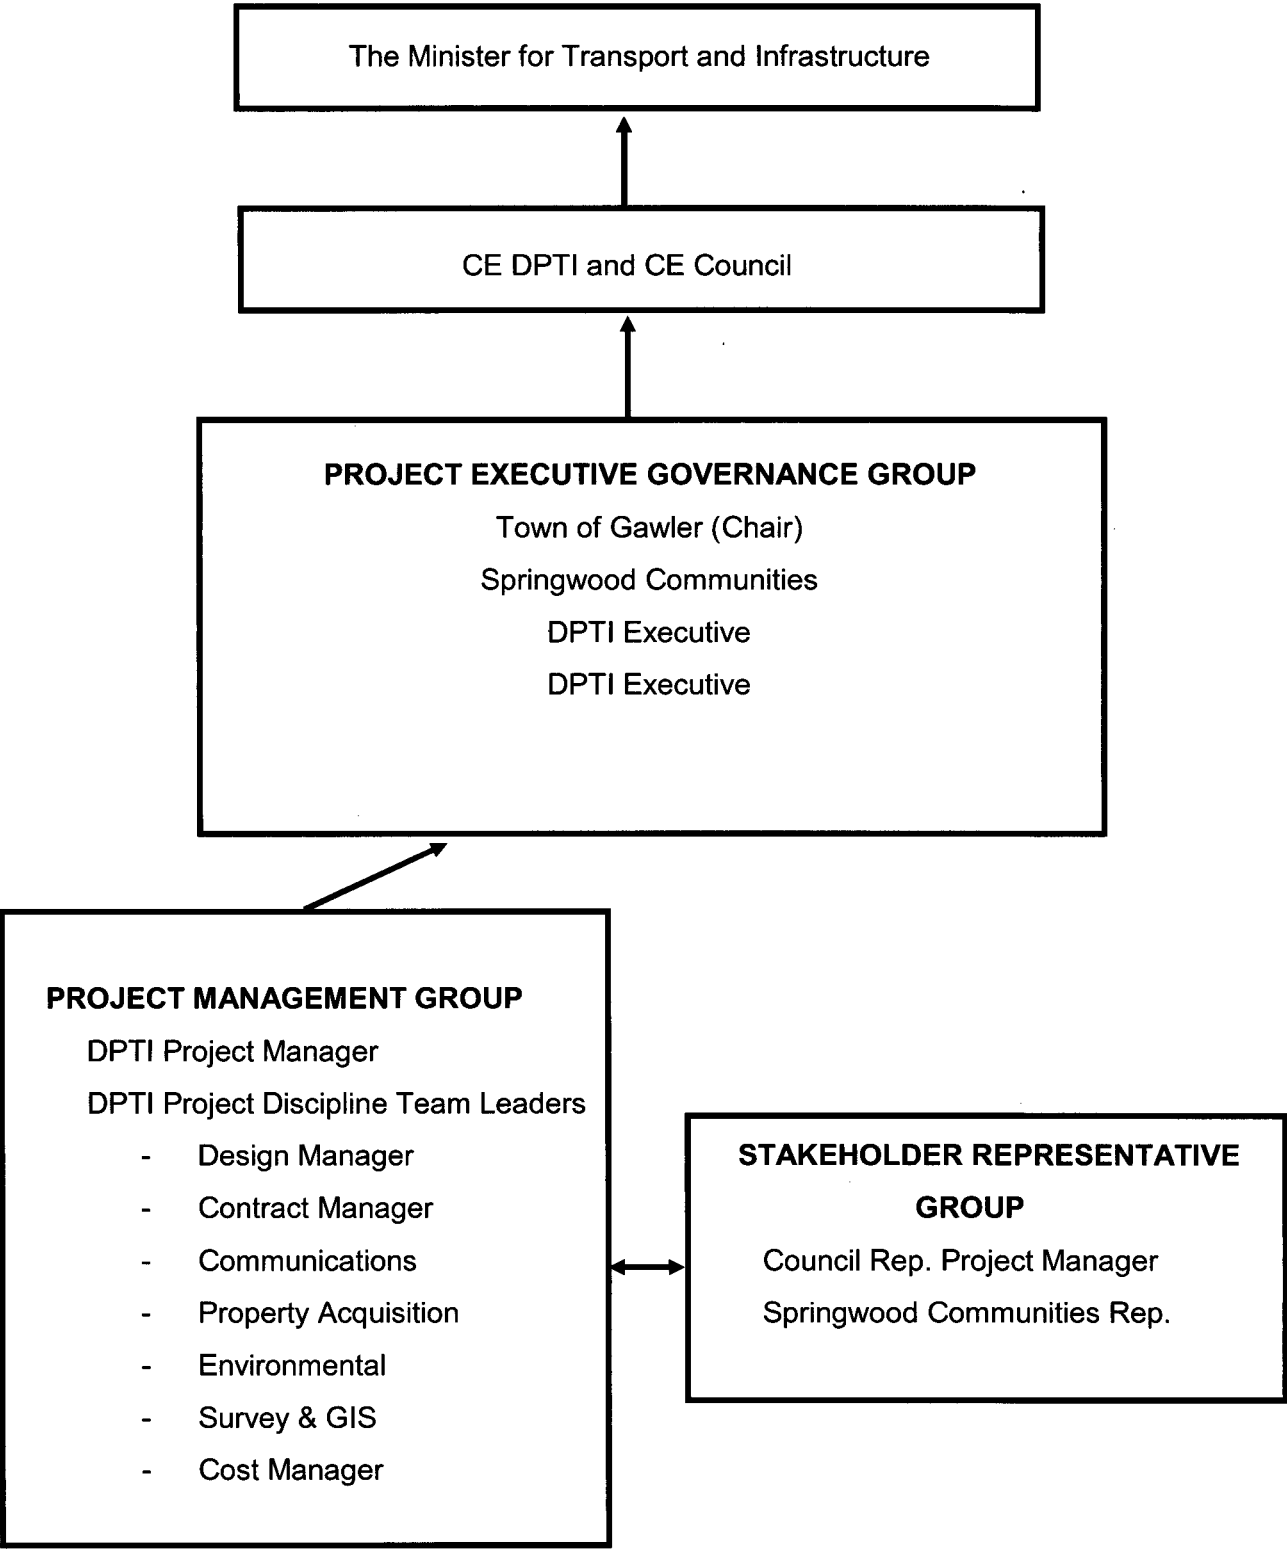 The Minister for Transport and Infrastructure
CE DPTI and CE Council
PROJECT EXECUTIVE GOVERNANCE GROUP
Town of Gawler (Chair)
Springwood Communities
DPTI Executive
DPTI Executive
PROJECT MANAGEMENT GROUP
DPTI Project Manager
DPTI Project Discipline Team Leaders
- Design Manager
- Contract Manager
- Communications
- Property Acquisition
- Environmental
- Survey & GIS
- Cost Manager
STAKEHOLDER REPRESENTATIVE
GROUP
Council Rep. Project Manager
Springwood Communities Rep.